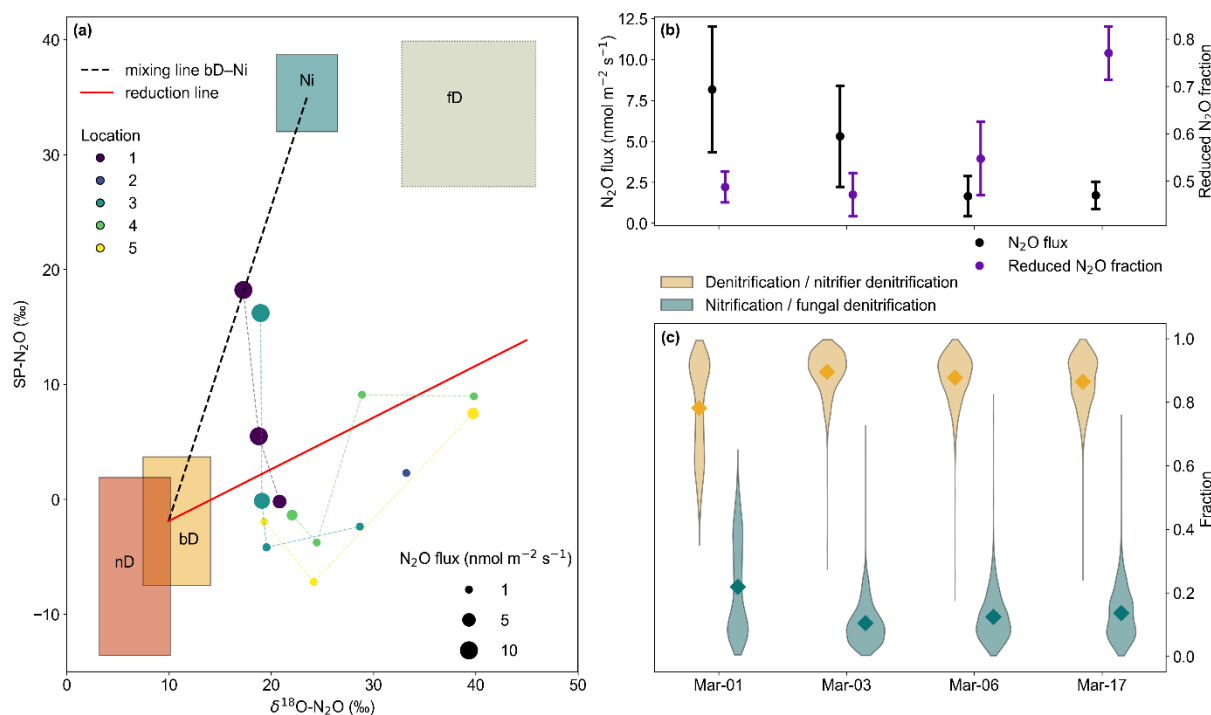 (a)
mixing line bD–Ni
reduction line
Location
1
2
3
4
5
Ni
fD
nD
bD
N₂O flux (nmol m⁻² s⁻¹)
1
5
10
SP-N₂O (‰)
40
30
20
10
0
−10
0 10 20 30 40 50
δ¹⁸O-N₂O (‰)
(b)
N₂O flux (nmol m⁻² s⁻¹)
12.5
10.0
7.5
5.0
2.5
0.0
0.8
0.7
0.6
0.5
Reduced N₂O fraction
N₂O flux
Reduced N₂O fraction
Denitrification / nitrifier denitrification
Nitrification / fungal denitrification
(c)
1.0
0.8
0.6
0.4
0.2
0.0
Fraction
Mar-01 Mar-03 Mar-06 Mar-17